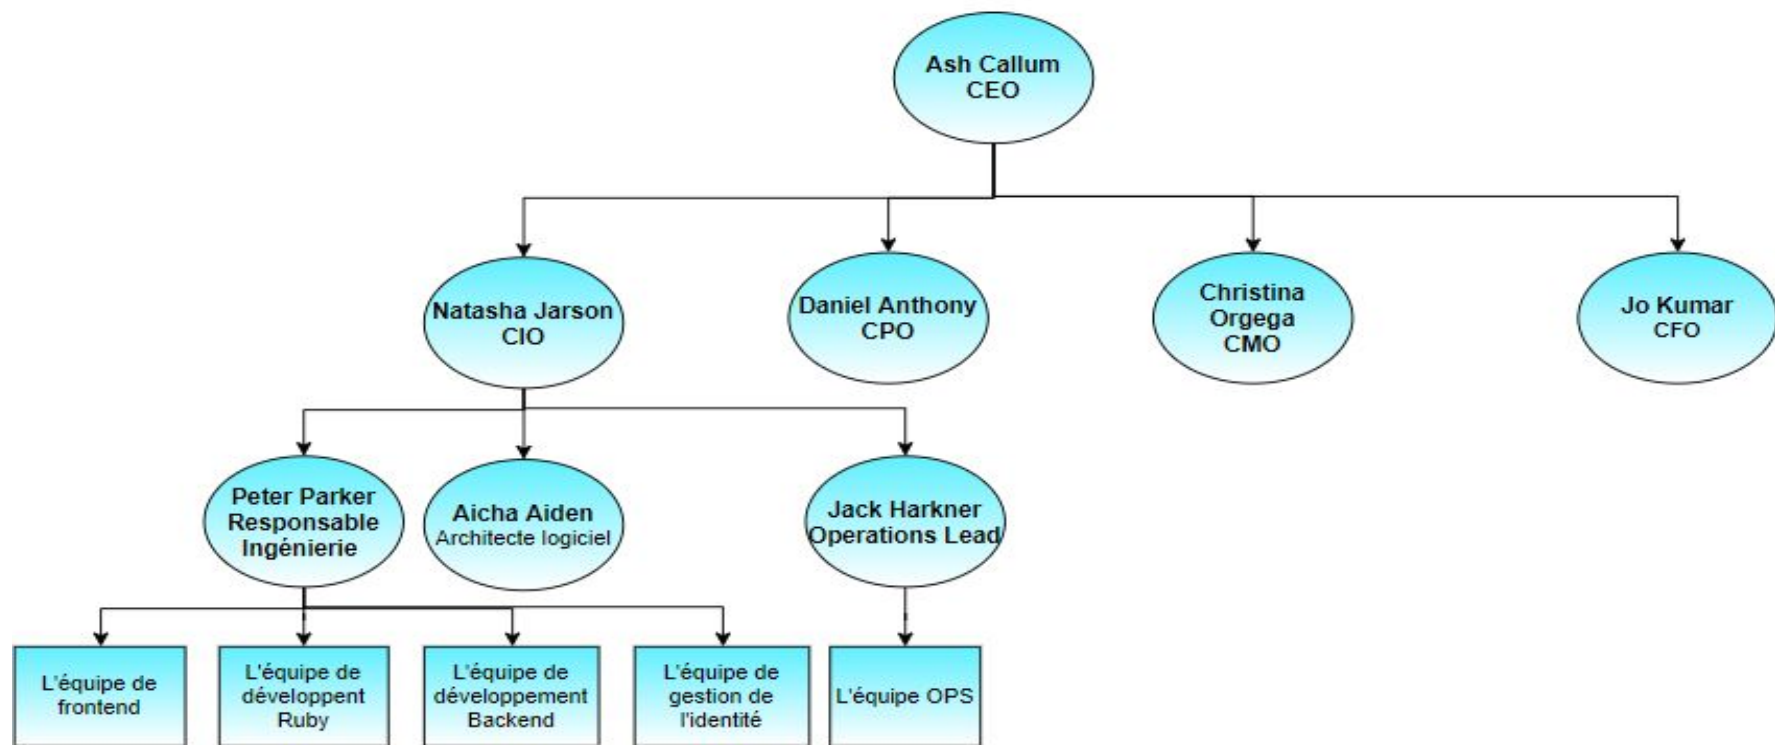 Ash Callum
CEO
Natasha Jarson
CIO
Daniel Anthony
CPO
Christina
Orgega
CMO
Jo Kumar
CFO
Peter Parker
Responsable
Ingénierie
Aicha Aiden
Architecte logiciel
Jack Harkner
Operations Lead
L'équipe de
frontend
L'équipe de
développent
Ruby
L'équipe de
développement
Backend
L'équipe de
gestion de
l'identité
L'équipe OPS